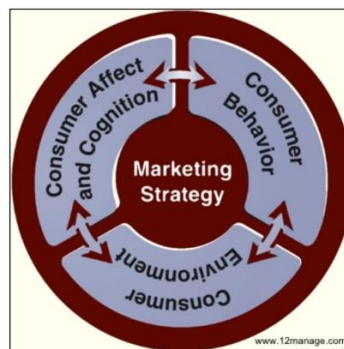 Consumer Affect
and Cognition
Consumer
Behavior
Marketing
Strategy
Consumer
Environment
www.12manage.com